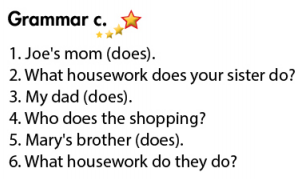 Grammar c.
1. Joe's mom (does).
2. What housework does your sister do?
3. My dad (does).
4. Who does the shopping?
5. Mary's brother (does).
6. What housework do they do?